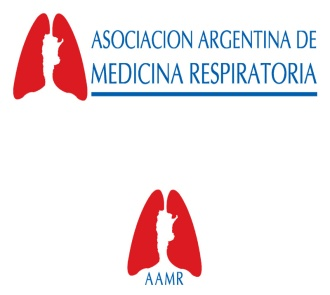 ASOCIACION ARGENTINA DE
MEDICINA RESPIRATORIA
AAMR